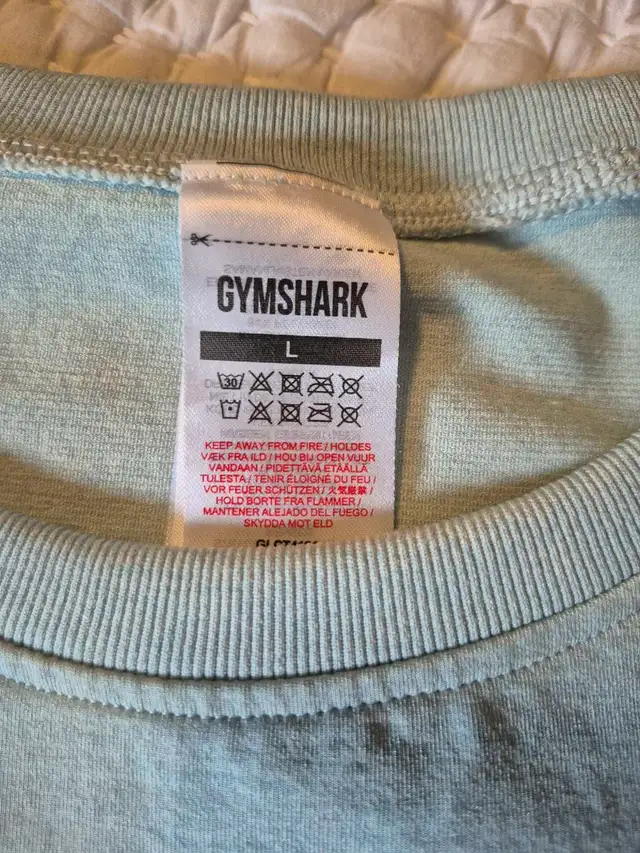 GYMSHARK
L
30
KEEP AWAY FROM FIRE / HOLDES
VÆK FRA ILD / HOU BIJ OPEN VUUR
VANDAAN / PIDETTÄVÄ ETÄÄLLÄ
TULESTA / TENIR ÉLOIGNÉ DU FEU /
VOR FEUER SCHÜTZEN / 火気厳禁 /
HOLD BORTE FRA FLAMMER /
MANTENER ALEJADO DEL FUEGO /
SKYDDA MOT ELD